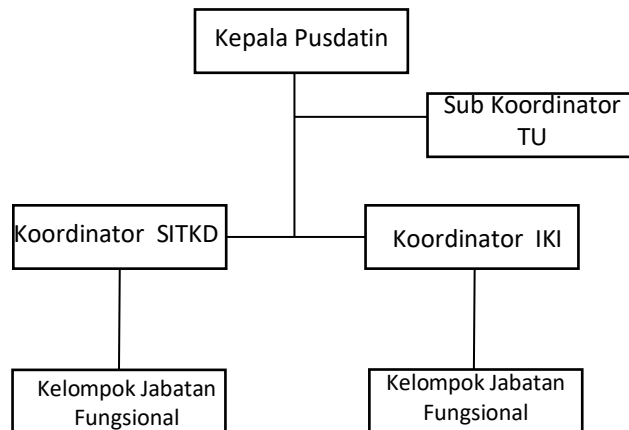 Kepala Pusdatin
Sub Koordinator
TU
Koordinator SITKD
Koordinator IKI
Kelompok Jabatan
Fungsional
Kelompok Jabatan
Fungsional